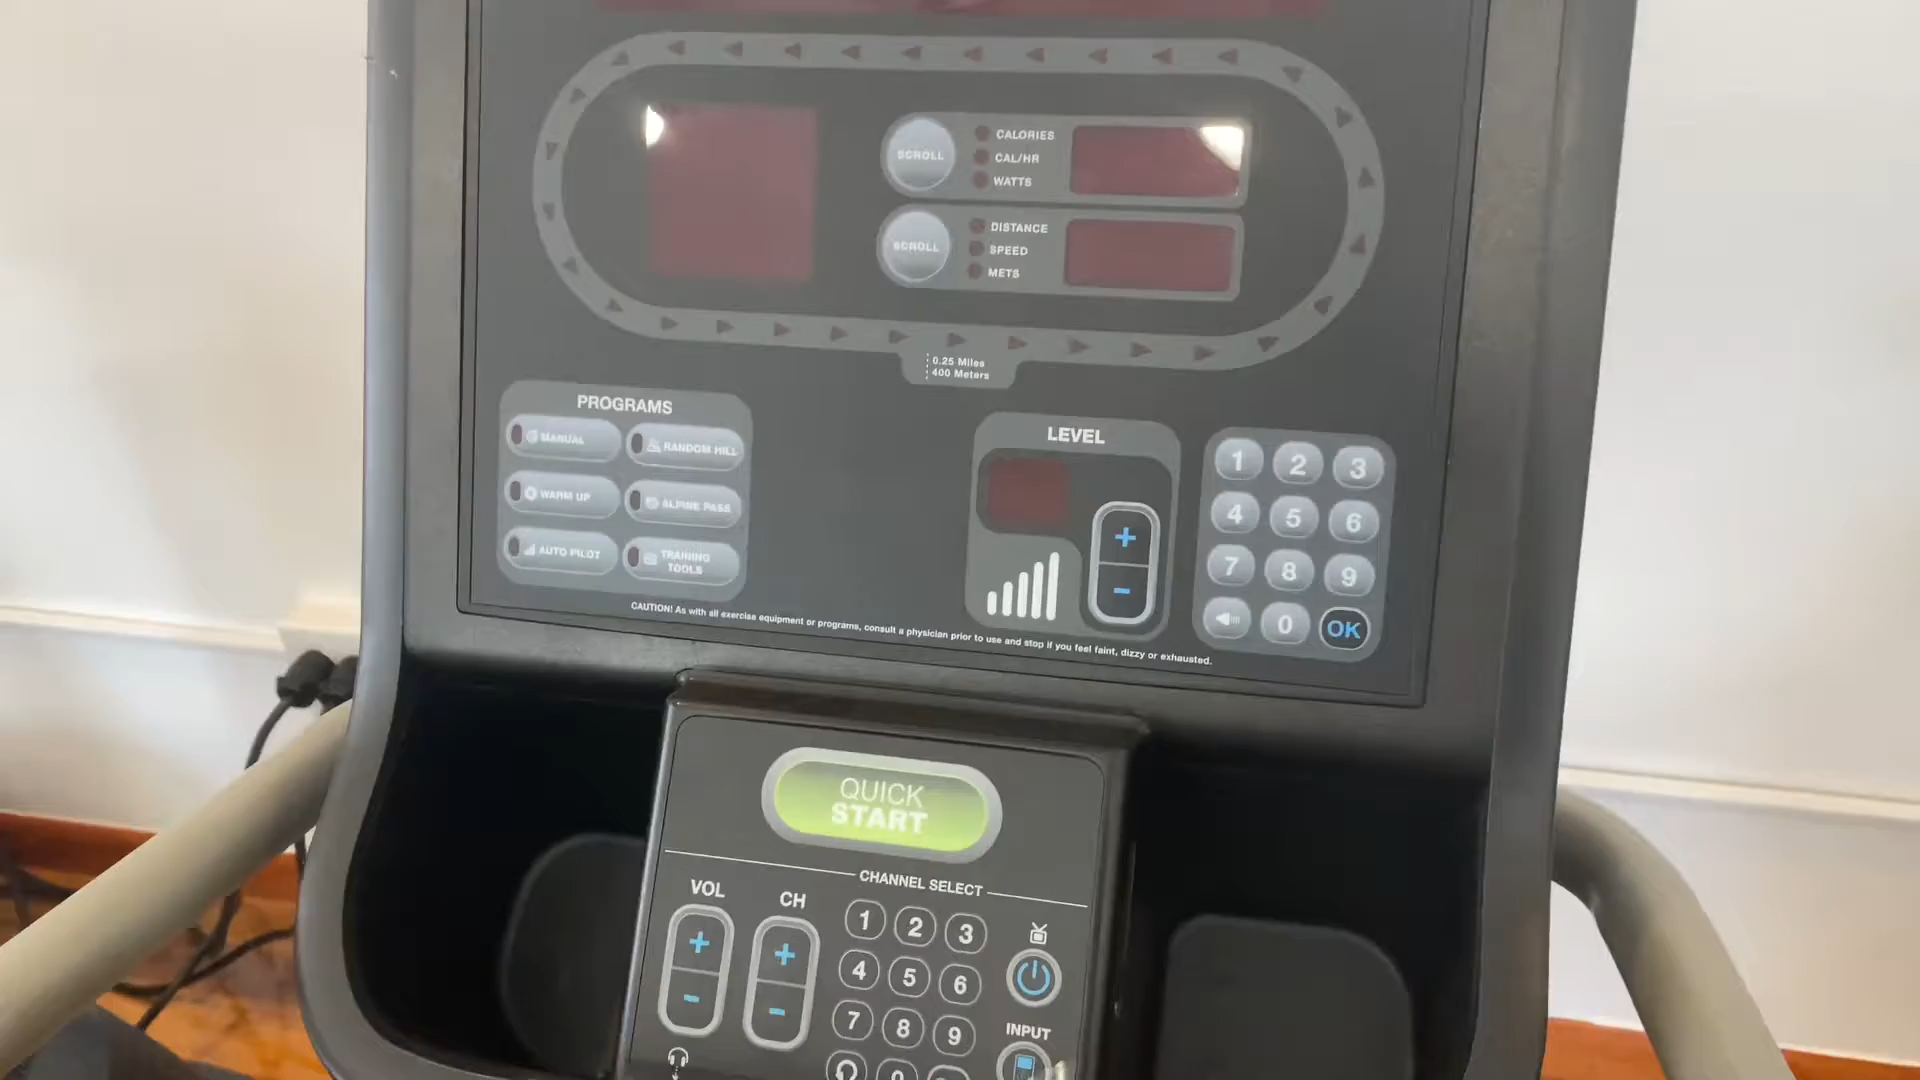 SCROLL
CALORIES
CAL/HR
WATTS
SCROLL
DISTANCE
SPEED
METS
0.25 Miles
400 Meters
PROGRAMS
MANUAL
RANDOM HILL
WARM UP
ALPINE PASS
AUTO PILOT
TRAINING
TOOLS
LEVEL
+
-
1 2 3
4 5 6
7 8 9
0 OK
CAUTION! As with all exercise equipment or programs, consult a physician prior to use and stop if you feel faint, dizzy or exhausted.
QUICK
START
CHANNEL SELECT
VOL
CH
+
-
+
-
1 2 3
4 5 6
7 8 9
0
INPUT